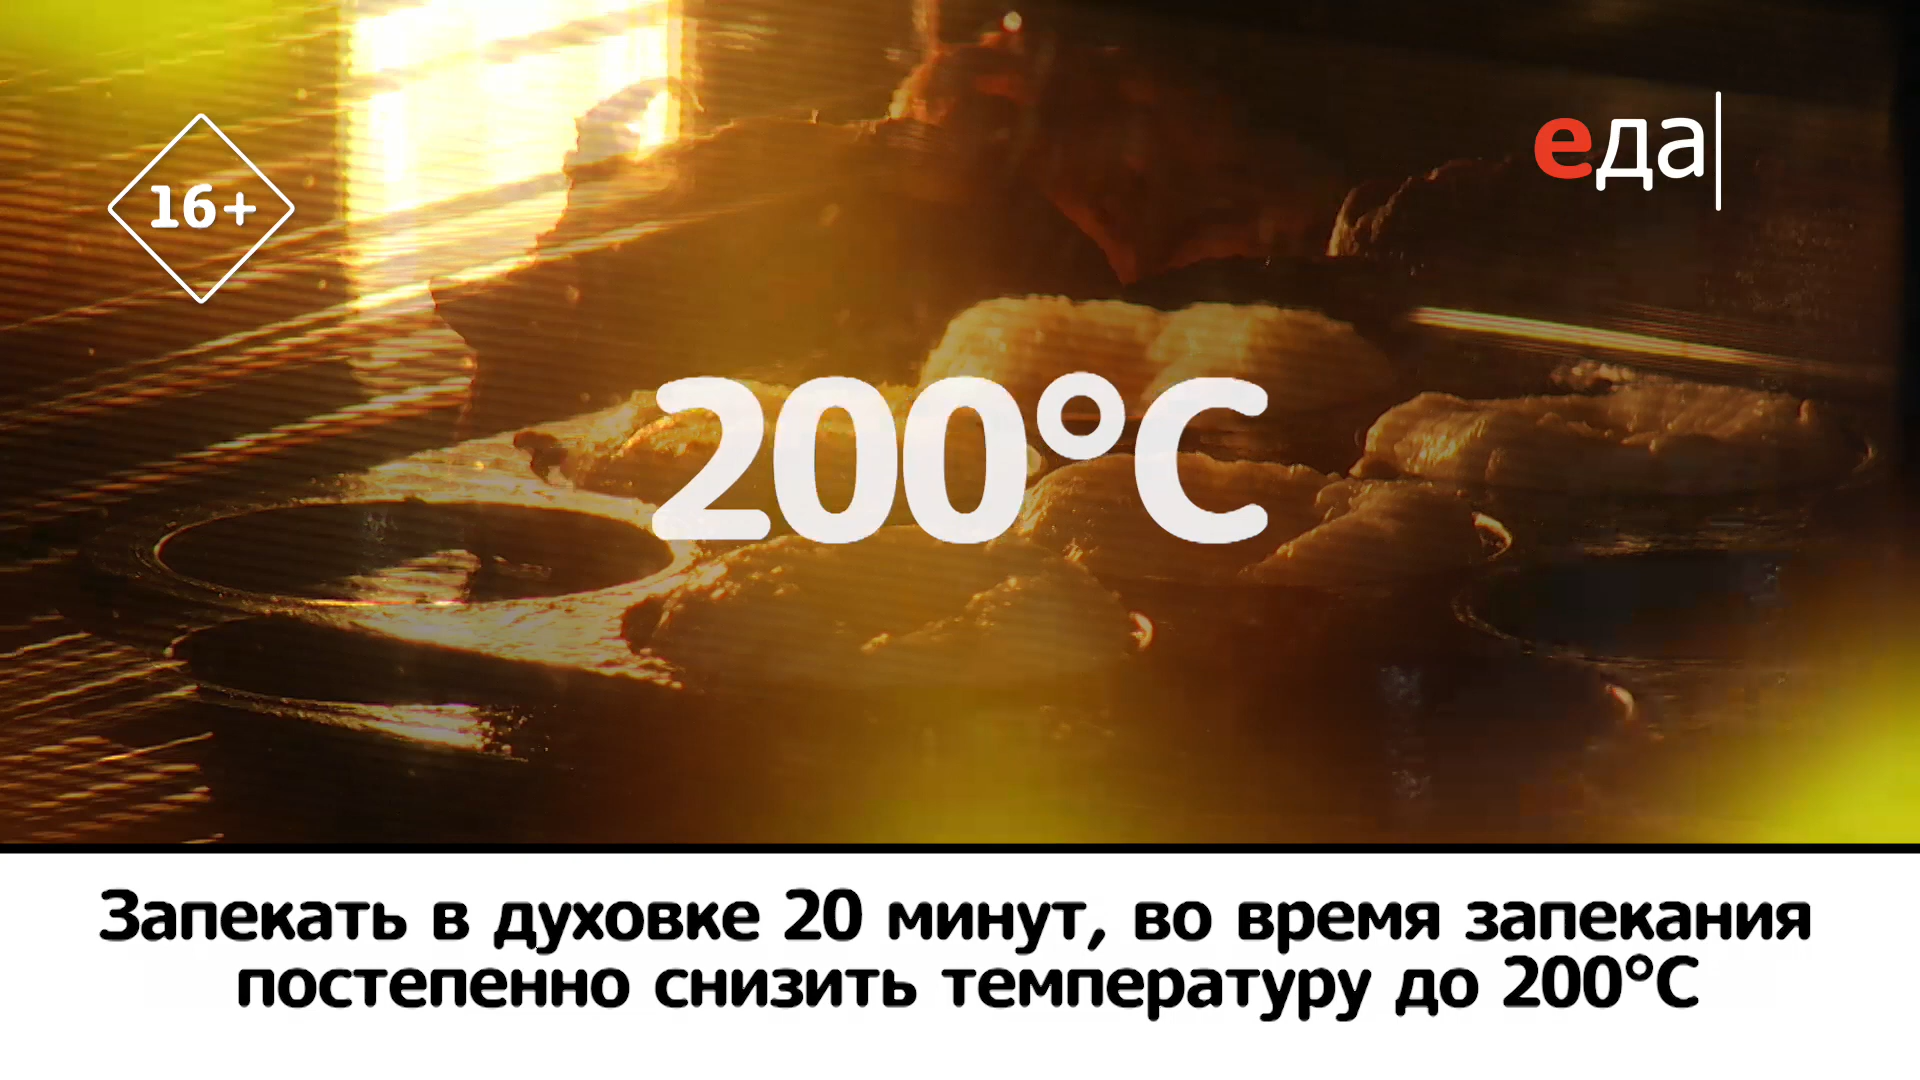 16+
еда
200°C
Запекать в духовке 20 минут, во время запекания
постепенно снизить температуру до 200°C